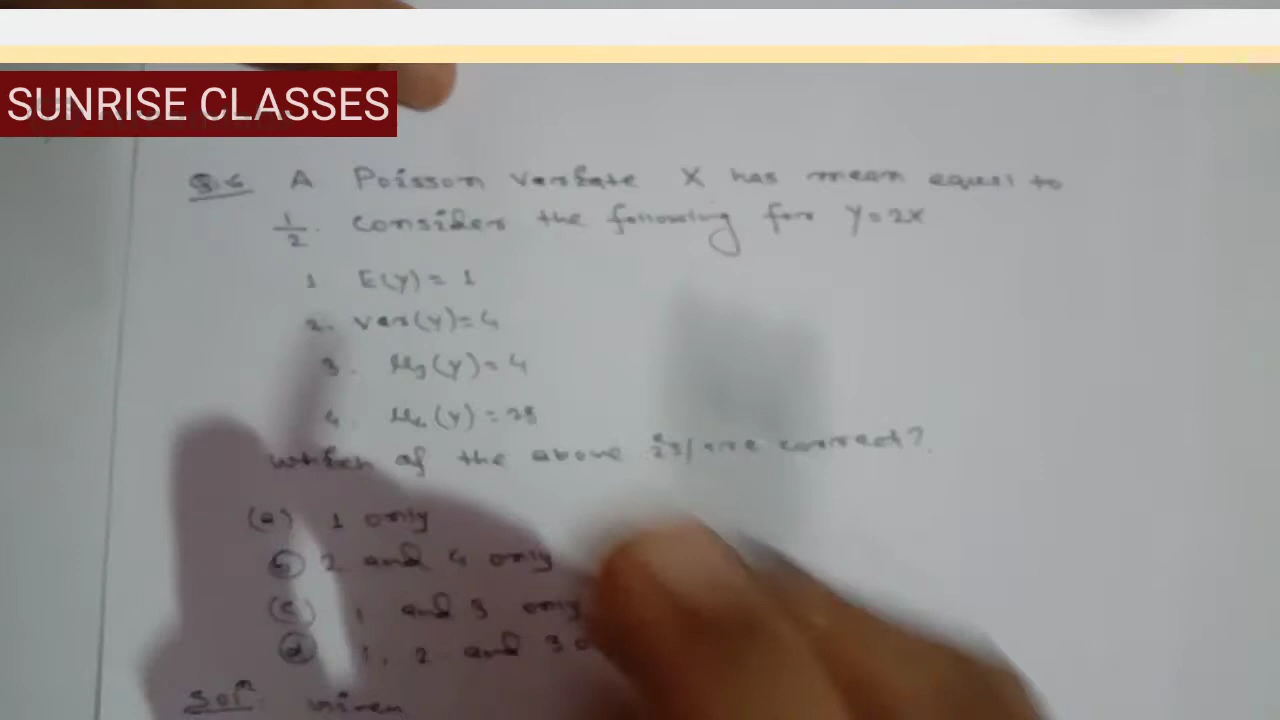 SUNRISE CLASSES
Q.6 A Poisson variate X has mean equal to
1/2. consider the following for Y=2X
1 E(Y)= 1
2. Var(Y)=4
3. μ3(Y)=4
4. μ4(Y)=28
which of the above is/are correct?
(a) 1 only
(b) 2 and 4 only
(c) 1 and 3 only
(d) 1, 2 and 3
Sol? Given